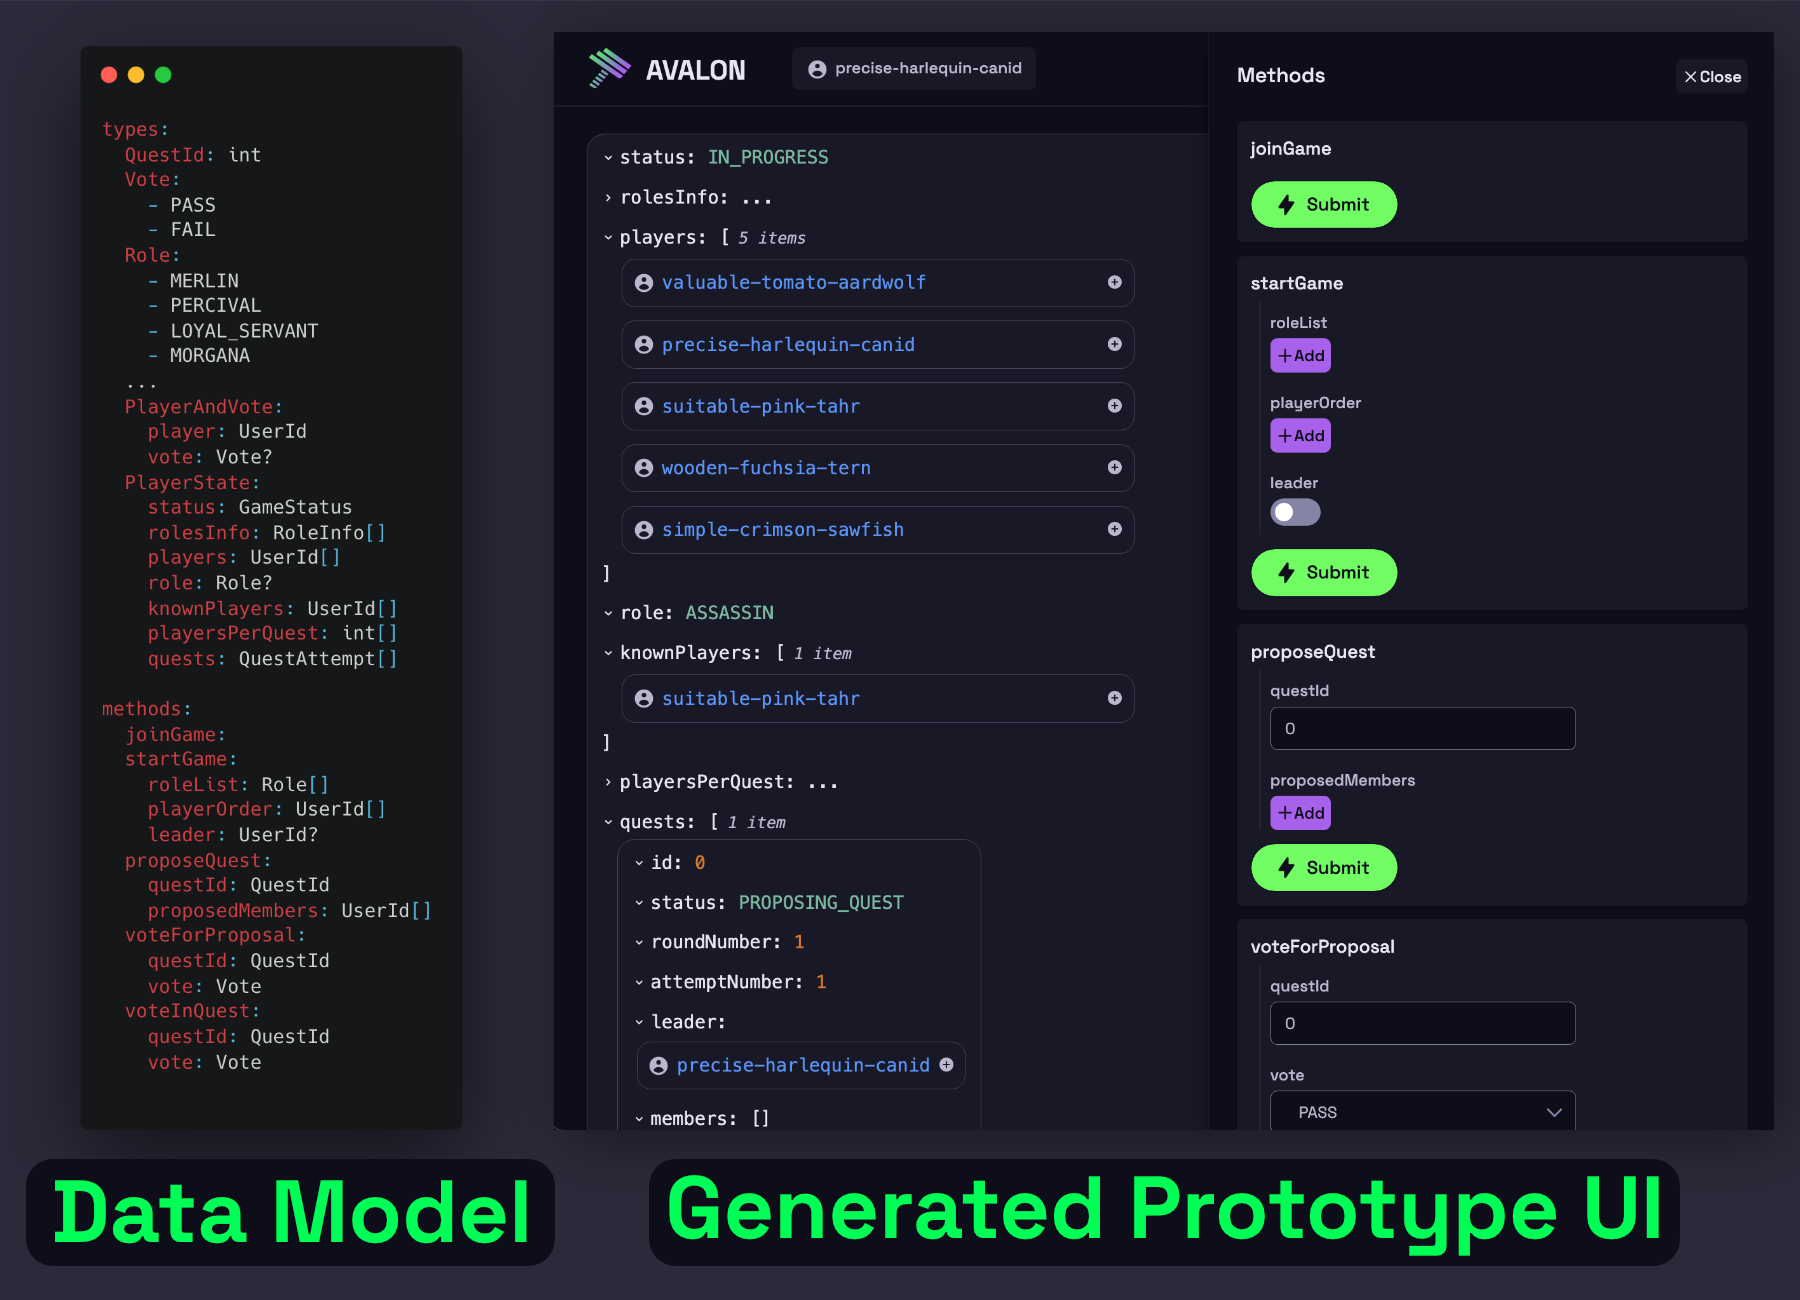 types:
QuestId: int
Vote:
- PASS
- FAIL
Role:
- MERLIN
- PERCIVAL
- LOYAL_SERVANT
- MORGANA
...
PlayerAndVote:
player: UserId
vote: Vote?
PlayerState:
status: GameStatus
rolesInfo: RoleInfo[]
players: UserId[]
role: Role?
knownPlayers: UserId[]
playersPerQuest: int[]
quests: QuestAttempt[]
methods:
joinGame:
startGame:
roleList: Role[]
playerOrder: UserId[]
leader: UserId?
proposeQuest:
questId: QuestId
proposedMembers: UserId[]
voteForProposal:
questId: QuestId
vote: Vote
voteInQuest:
questId: QuestId
vote: Vote
AVALON
precise-harlequin-canid
status: IN_PROGRESS
rolesInfo: ...
players: [ 5 items
valuable-tomato-aardwolf
precise-harlequin-canid
suitable-pink-tahr
wooden-fuchsia-tern
simple-crimson-sawfish
]
role: ASSASSIN
knownPlayers: [ 1 item
suitable-pink-tahr
]
playersPerQuest: ...
quests: [ 1 item
id: 0
status: PROPOSING_QUEST
roundNumber: 1
attemptNumber: 1
leader:
precise-harlequin-canid
members: []
Methods
Close
joinGame
Submit
startGame
roleList
+Add
playerOrder
+Add
leader
Submit
proposeQuest
questId
0
proposedMembers
+Add
Submit
voteForProposal
questId
0
vote
PASS
Data Model
Generated Prototype UI